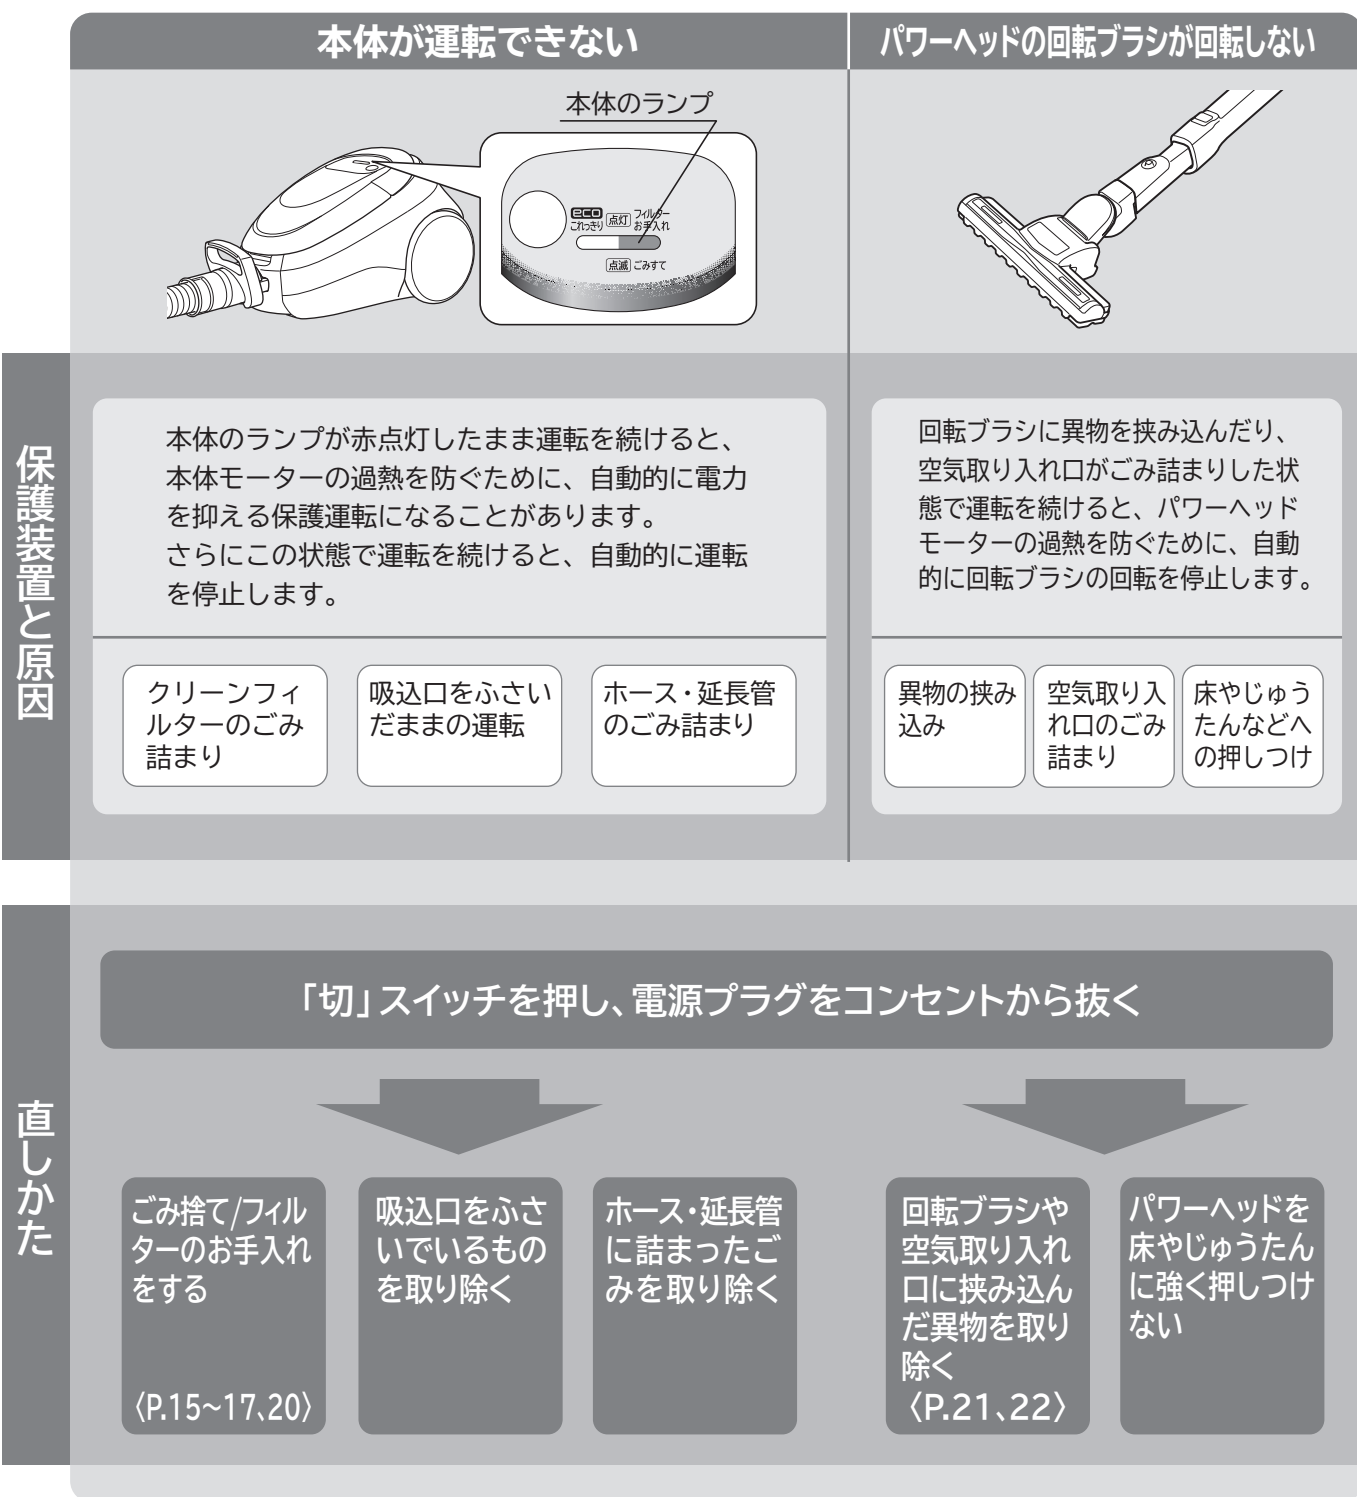 本体が運転できない
パワーヘッドの回転ブラシが回転しない
本体のランプ
eco
これっきり
点灯
フィルター
お手入れ
点滅 ごみすて
保護装置と原因
本体のランプが赤点灯したまま運転を続けると、
本体モーターの過熱を防ぐために、自動的に電力
を抑える保護運転になることがあります。
さらにこの状態で運転を続けると、自動的に運転
を停止します。
クリーンフィ
ルターのごみ
詰まり
吸込口をふさい
だままの運転
ホース・延長管
のごみ詰まり
回転ブラシに異物を挟み込んだり、
空気取り入れ口がごみ詰まりした状
態で運転を続けると、パワーヘッド
モーターの過熱を防ぐために、自動
的に回転ブラシの回転を停止します。
異物の挟み
込み
空気取り入
れ口のごみ
詰まり
床やじゅう
たんなどへ
の押しつけ
直しかた
「切」スイッチを押し、電源プラグをコンセントから抜く
ごみ捨て/フィル
ターのお手入れ
をする
〈P.15~17、20〉
吸込口をふさ
いでいるもの
を取り除く
ホース・延長管
に詰まったご
みを取り除く
回転ブラシや
空気取り入れ
口に挟み込ん
だ異物を取り
除く
〈P.21、22〉
パワーヘッドを
床やじゅうたん
に強く押しつけ
ない